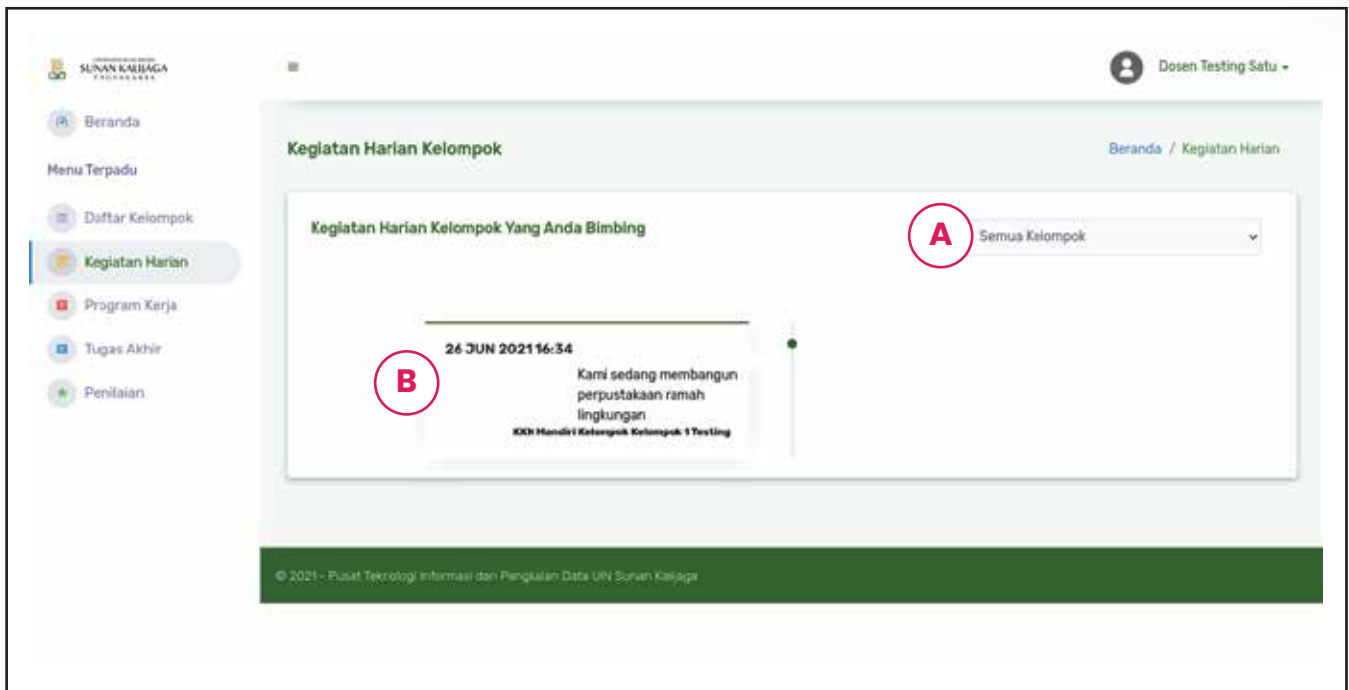 SUNAN KALIJAGA
YOGYAKARTA
Dosen Testing Satu
Beranda
Menu Terpadu
Daftar Kelompok
Kegiatan Harian
Program Kerja
Tugas Akhir
Penilaian
Kegiatan Harian Kelompok
Beranda / Kegiatan Harian
Kegiatan Harian Kelompok Yang Anda Bimbing
A
Semua Kelompok
B
26 JUN 2021 16:34
Kami sedang membangun
perpustakaan ramah
lingkungan
KKN Mandiri Kelompok Kelompok 1 Testing
© 2021 - Pusat Teknologi Informasi dan Pangkalan Data UIN Sunan Kalijaga